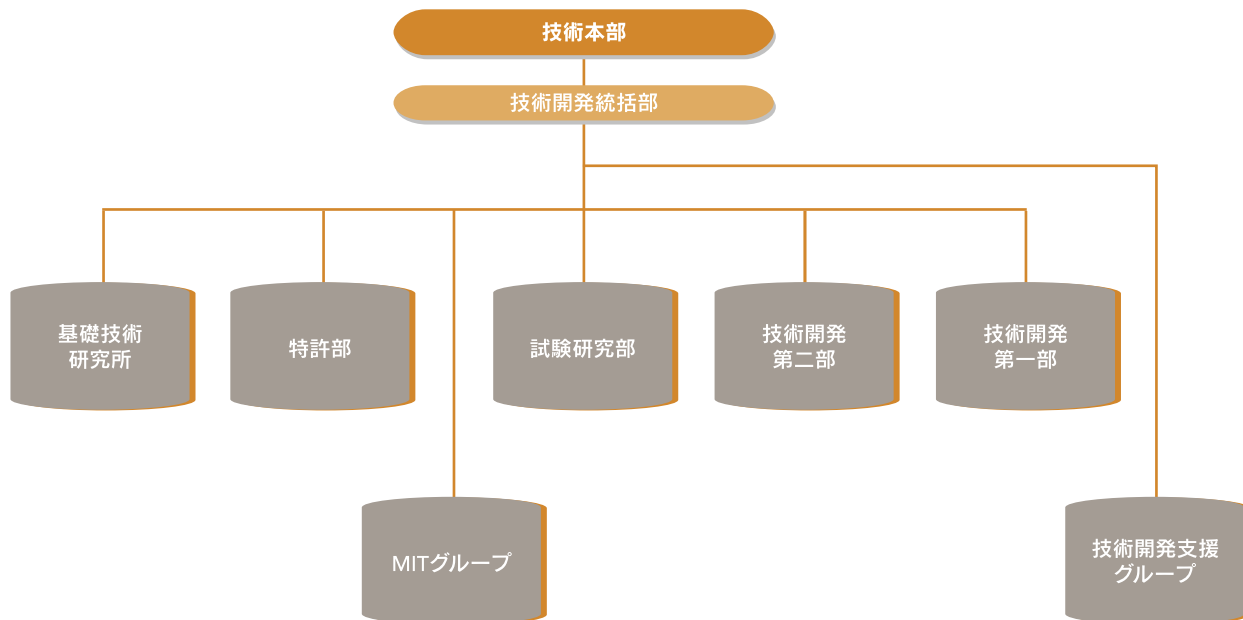 技術本部
技術開発統括部
基礎技術
研究所
特許部
試験研究部
技術開発
第二部
技術開発
第一部
MITグループ
技術開発支援
グループ